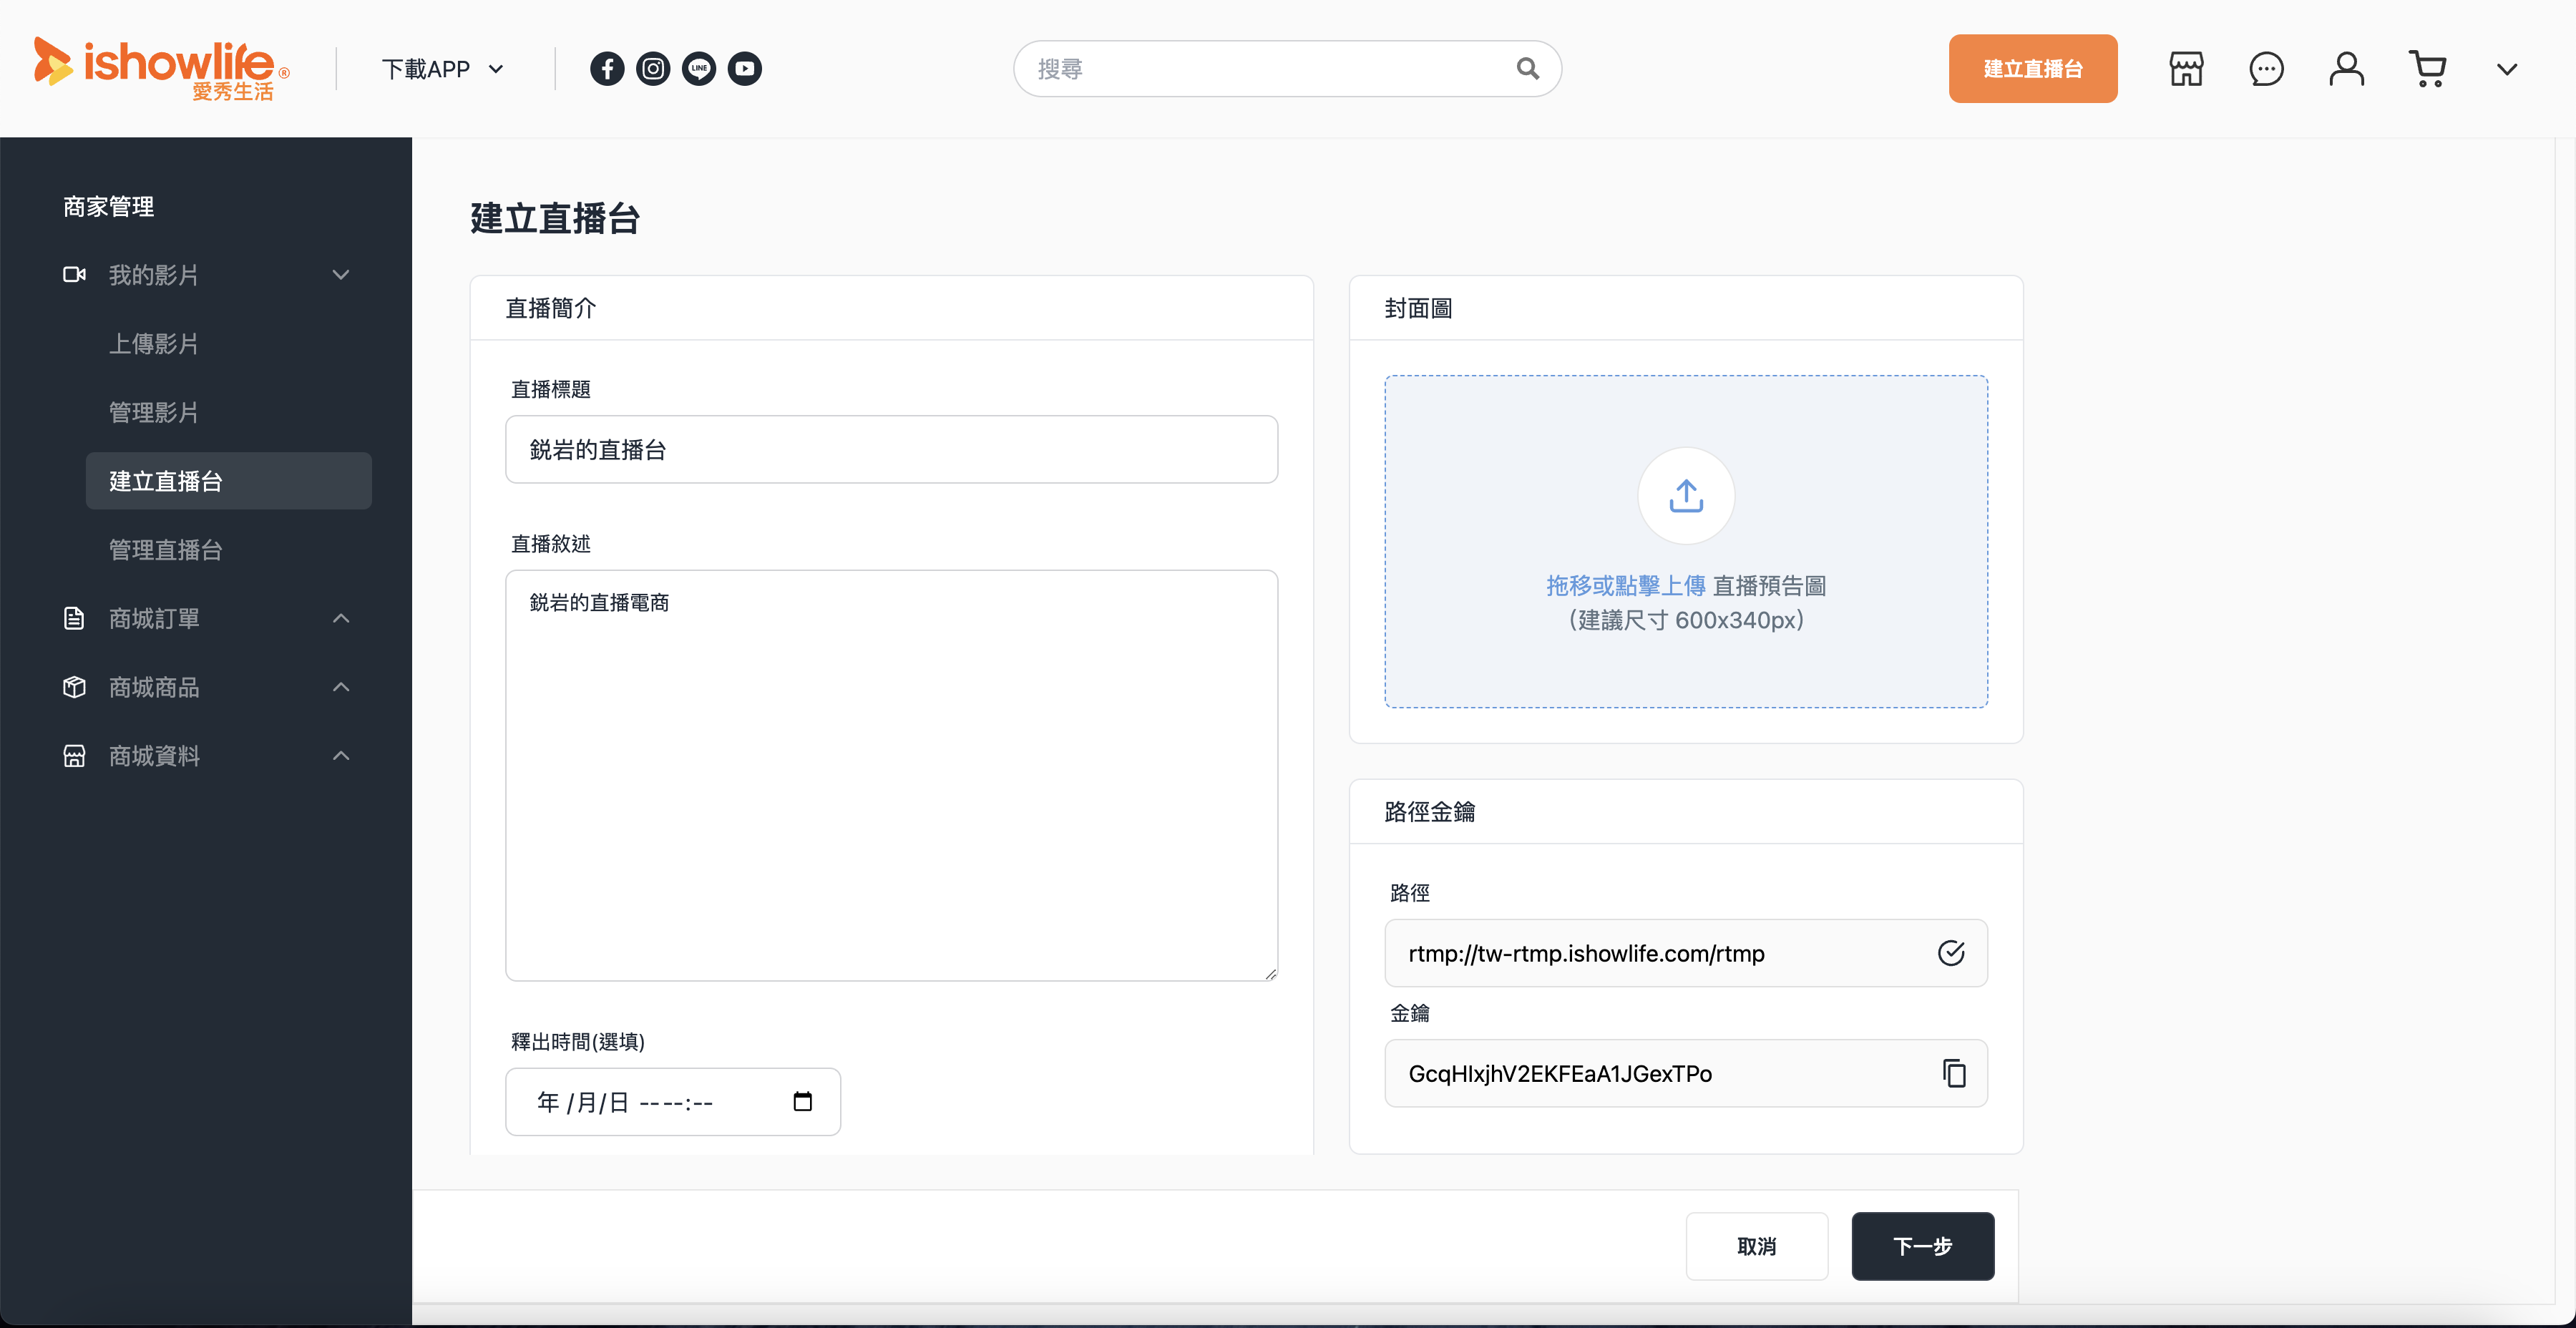 ishowlife®
愛秀生活
下載APP
LINE
搜尋
建立直播台
商家管理
我的影片
上傳影片
管理影片
建立直播台
管理直播台
商城訂單
商城商品
商城資料
建立直播台
直播簡介
直播標題
鋭岩的直播台
直播敘述
鋭岩的直播電商
釋出時間(選填)
年 /月/日 -- --:--
封面圖
拖移或點擊上傳 直播預告圖
(建議尺寸 600x340px)
路徑金鑰
路徑
rtmp://tw-rtmp.ishowlife.com/rtmp
金鑰
GcqHIxjhV2EKFEaA1JGexTPo
取消
下一步